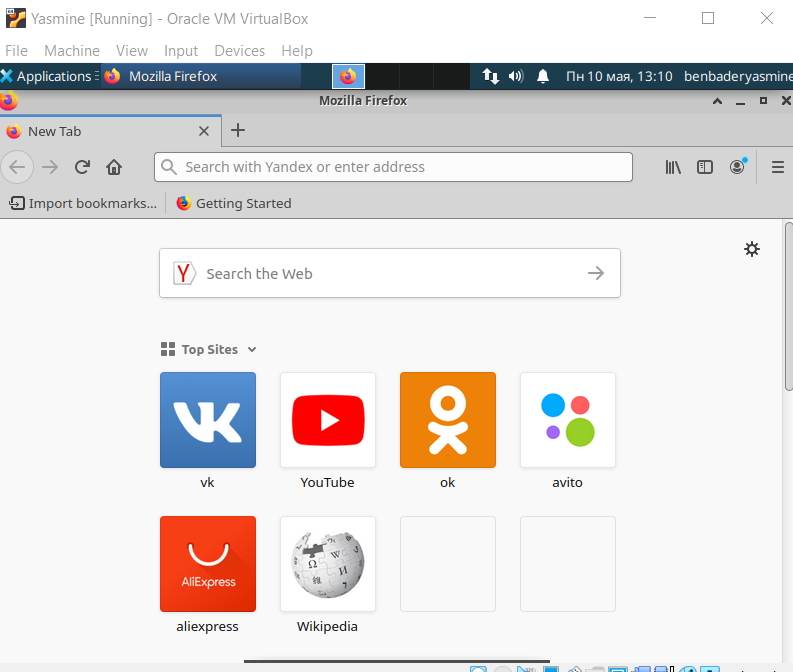 Yasmine [Running] - Oracle VM VirtualBox
File Machine View Input Devices Help
Applications Mozilla Firefox Пн 10 мая, 13:10 benbaderyasmine
Mozilla Firefox
New Tab
Search with Yandex or enter address
Import bookmarks... Getting Started
Y Search the Web
Top Sites
vk YouTube ok avito
AliExpress
Ω W И
aliexpress Wikipedia